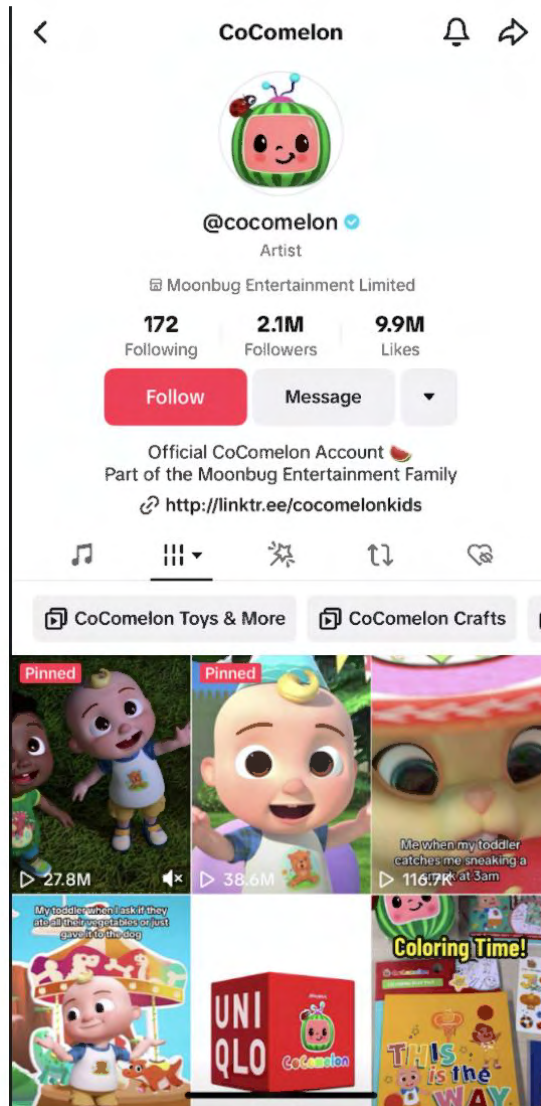 CoComelon
@cocomelon
Artist
Moonbug Entertainment Limited
172
Following
2.1M
Followers
9.9M
Likes
Follow
Message
Official CoComelon Account 🍉
Part of the Moonbug Entertainment Family
http://linktr.ee/cocomelonkids
CoComelon Toys & More
CoComelon Crafts
Pinned
27.8M
Pinned
38.6M
Me when my toddler
catches me sneaking a
snack at 3am
116.7K
My toddler when I ask if they
ate all their vegetables or just
gave it to the dog
UNI
QLO
CoComelon
Coloring Time!
CoComelon
THIS
is the
WAY